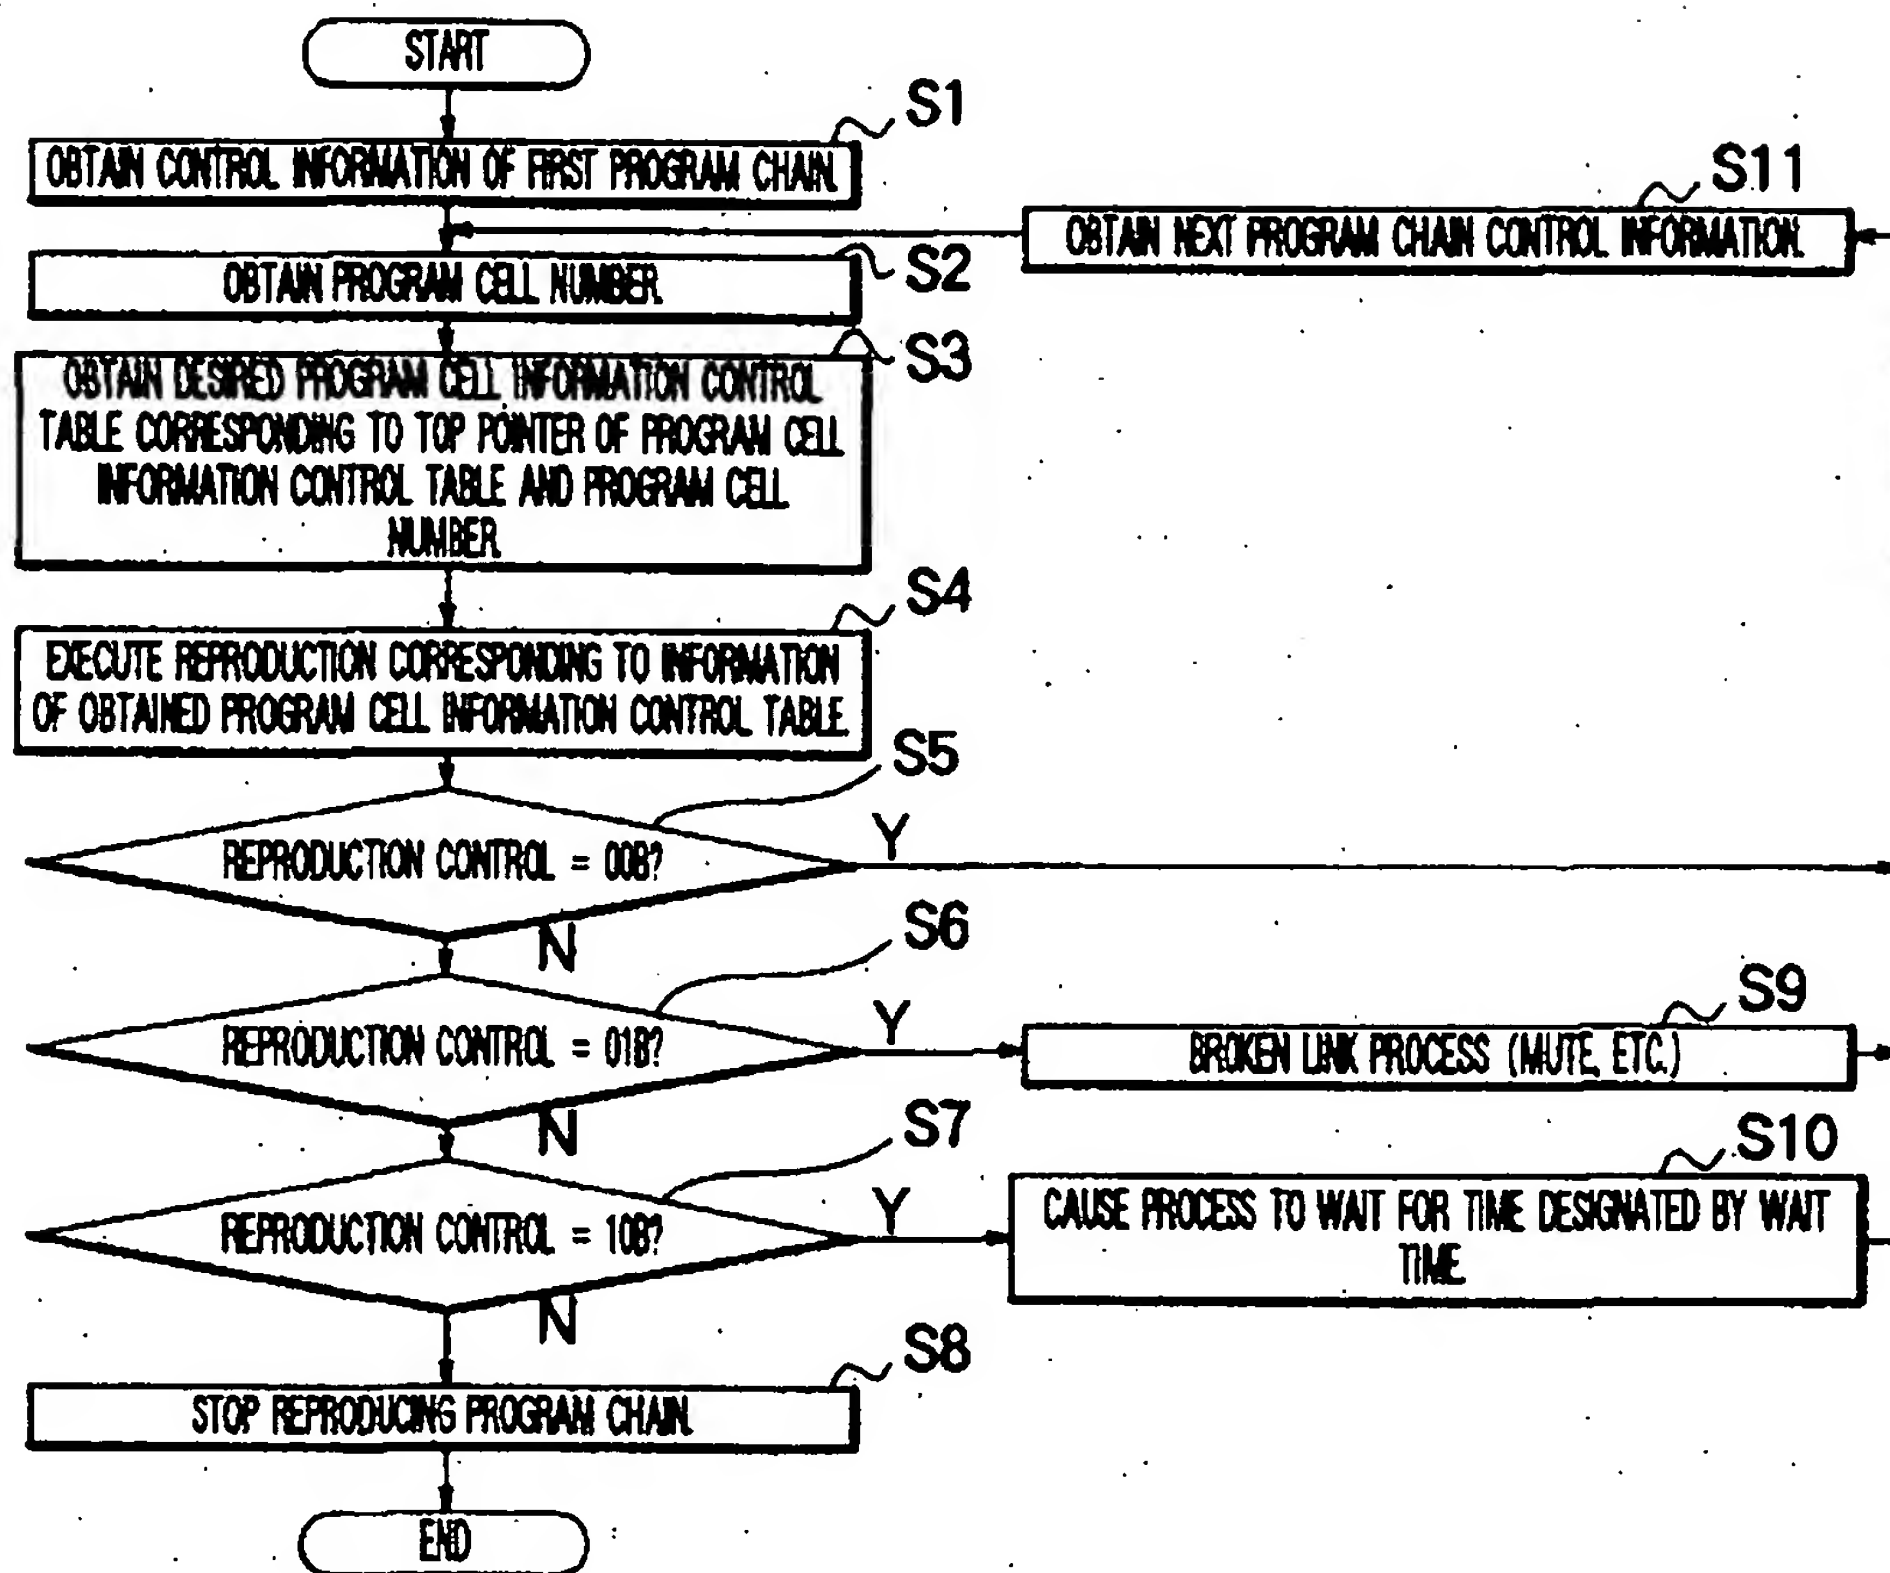 START
S1
OBTAIN CONTROL INFORMATION OF FIRST PROGRAM CHAIN.
S11
OBTAIN NEXT PROGRAM CHAIN CONTROL INFORMATION.
S2
OBTAIN PROGRAM CELL NUMBER.
S3
OBTAIN DESIRED PROGRAM CELL INFORMATION CONTROL
TABLE CORRESPONDING TO TOP POINTER OF PROGRAM CELL
INFORMATION CONTROL TABLE AND PROGRAM CELL
NUMBER.
S4
EXECUTE REPRODUCTION CORRESPONDING TO INFORMATION
OF OBTAINED PROGRAM CELL INFORMATION CONTROL TABLE.
S5
REPRODUCTION CONTROL = 00B?
Y
N
S6
REPRODUCTION CONTROL = 01B?
Y
N
S9
BROKEN LINK PROCESS (MUTE, ETC.)
S7
REPRODUCTION CONTROL = 10B?
Y
N
S10
CAUSE PROCESS TO WAIT FOR TIME DESIGNATED BY WAIT
TIME.
S8
STOP REPRODUCING PROGRAM CHAIN.
END